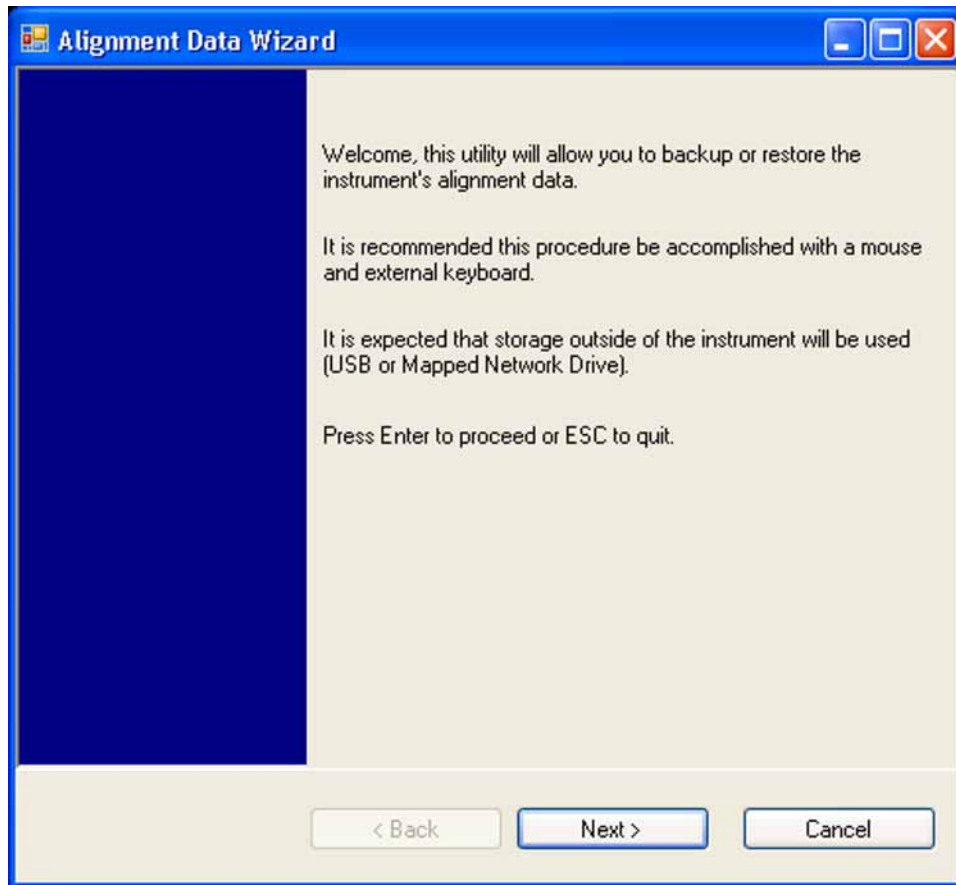 Alignment Data Wizard
Welcome, this utility will allow you to backup or restore the
instrument's alignment data.
It is recommended this procedure be accomplished with a mouse
and external keyboard.
It is expected that storage outside of the instrument will be used
(USB or Mapped Network Drive).
Press Enter to proceed or ESC to quit.
< Back
Next >
Cancel